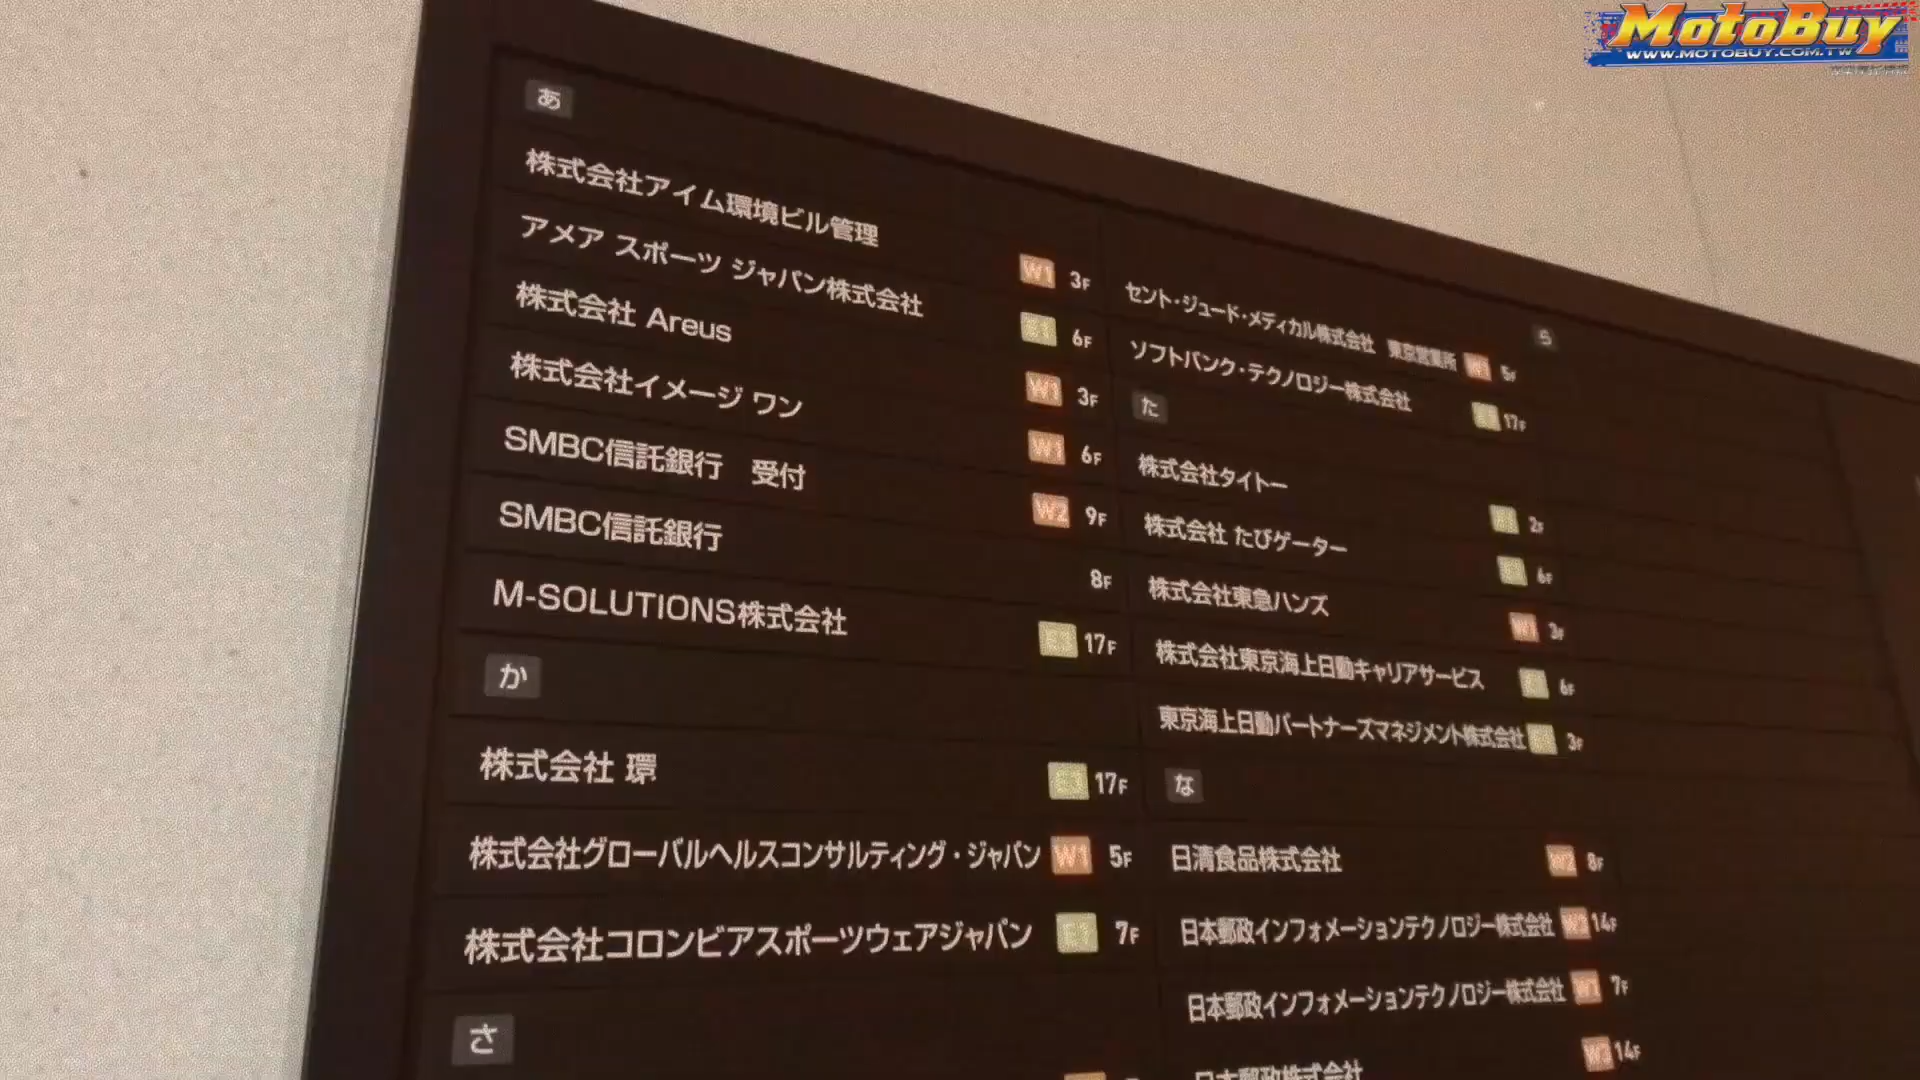 MotoBuy
WWW.MOTOBUY.COM.TW
あ
株式会社アイム環境ビル管理 W1 3F
アメア スポーツ ジャパン株式会社 E1 6F
株式会社 Areus W1 3F
株式会社イメージ ワン W1 6F
SMBC信託銀行 受付 W2 9F
SMBC信託銀行 8F
M-SOLUTIONS株式会社 E3 17F
か
株式会社 環 E3 17F
株式会社グローバルヘルスコンサルティング・ジャパン W1 5F
株式会社コロンビアスポーツウェアジャパン E1 7F
さ
セント・ジュード・メディカル株式会社 東京営業所 W1 5F
ソフトバンク・テクノロジー株式会社 17F
た
株式会社タイトー 2F
株式会社 たびゲーター 6F
株式会社東急ハンズ W1 3F
株式会社東京海上日動キャリアサービス 6F
東京海上日動パートナーズマネジメント株式会社 3F
な
日清食品株式会社 W2 8F
日本郵政インフォメーションテクノロジー株式会社 14F
日本郵政インフォメーションテクノロジー株式会社 W1 7F
日本郵政株式会社 14F
ら